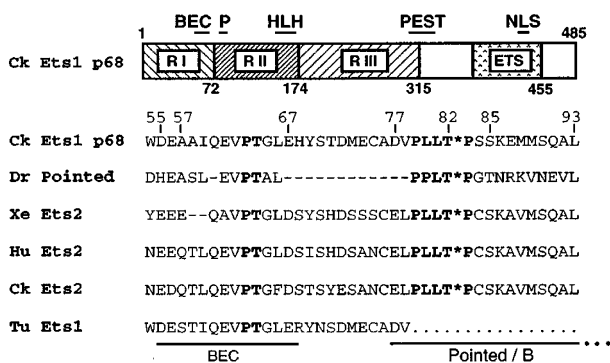 BEC P HLH PEST NLS
1 485
Ck Ets1 p68 R I R II R III ETS
72 174 315 455
55 57 67 77 82 85 93
Ck Ets1 p68 WDEAAIQEVPTGLEHYSTDMECADVPLLT*PSSKEMMSQAL
Dr Pointed DHEASL-EVPTAL------------PPLT*PGTNRKVNEVL
Xe Ets2 YEEE--QAVPTGLDSYSHDSSSCELPLLT*PCSKAVMSQAL
Hu Ets2 NEEQTLQEVPTGLDSISHDSANCELPLLT*PCSKAVMSQAL
Ck Ets2 NEDQTLQEVPTGFDSTSYESANCELPLLT*PCSKAVMSQAL
Tu Ets1 WDESTIQEVPTGLERYNSDMECADV................
BEC Pointed / B ...